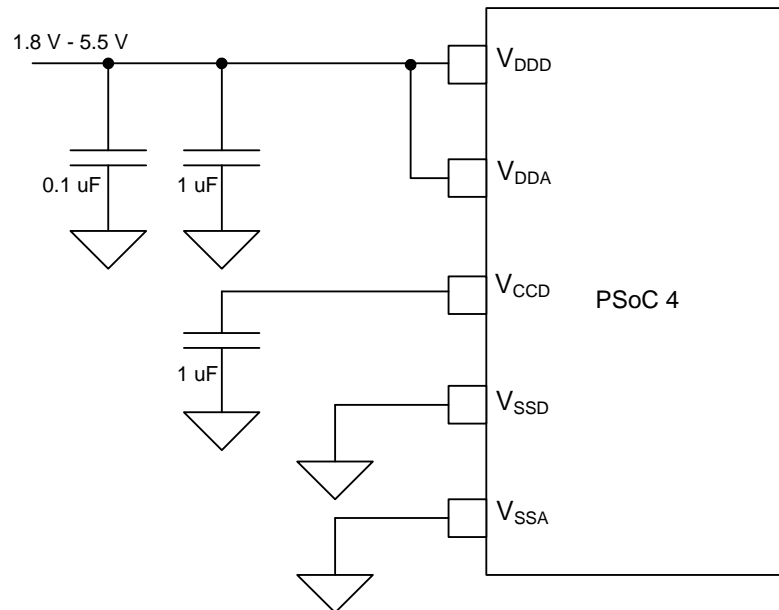 1.8 V - 5.5 V
V_DDD
0.1 uF
1 uF
V_DDA
V_CCD
PSoC 4
1 uF
V_SSD
V_SSA